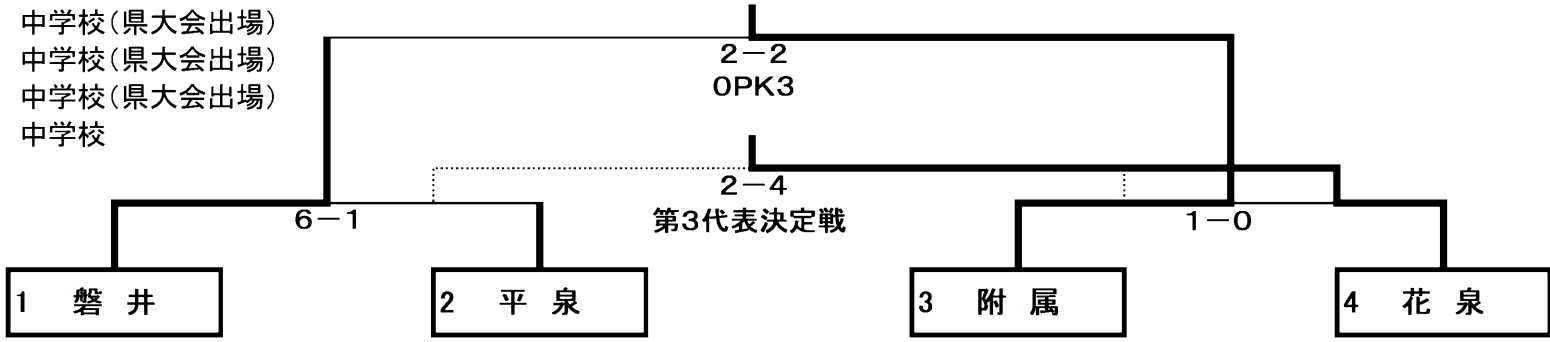 中学校（県大会出場）
中学校（県大会出場）
中学校（県大会出場）
中学校
2－2
0PK3
2－4
第3代表決定戦
6－1
1－0
1 磐 井
2 平 泉
3 附 属
4 花 泉